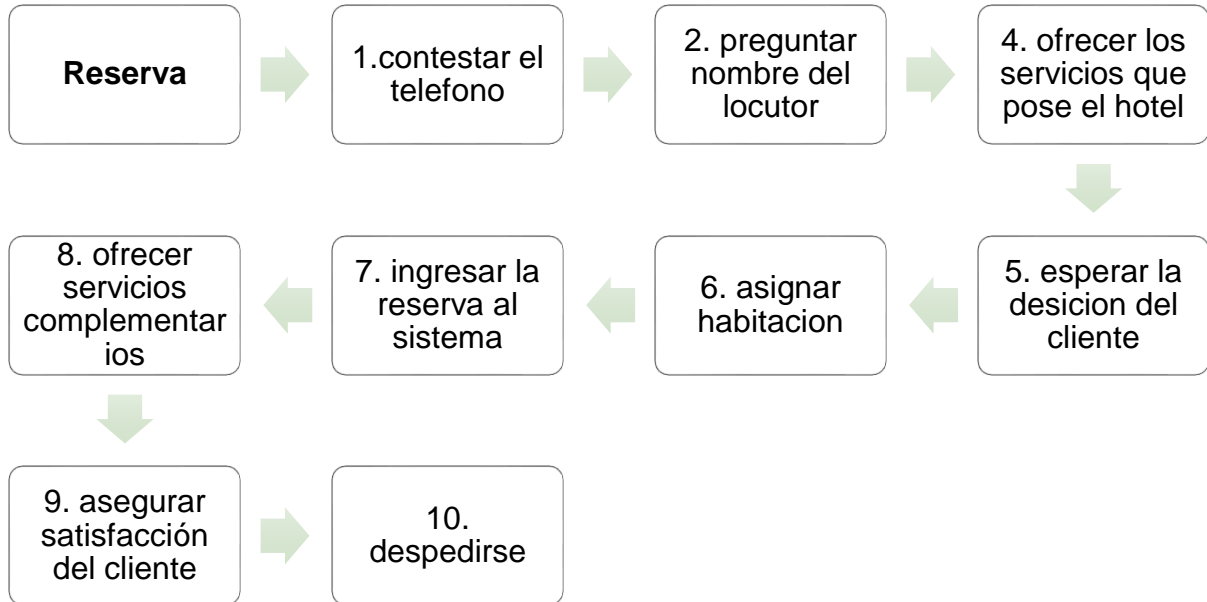 Reserva
1.contestar el
telefono
2. preguntar
nombre del
locutor
4. ofrecer los
servicios que
pose el hotel
5. esperar la
desicion del
cliente
6. asignar
habitacion
7. ingresar la
reserva al
sistema
8. ofrecer
servicios
complementar
ios
9. asegurar
satisfacción
del cliente
10.
despedirse